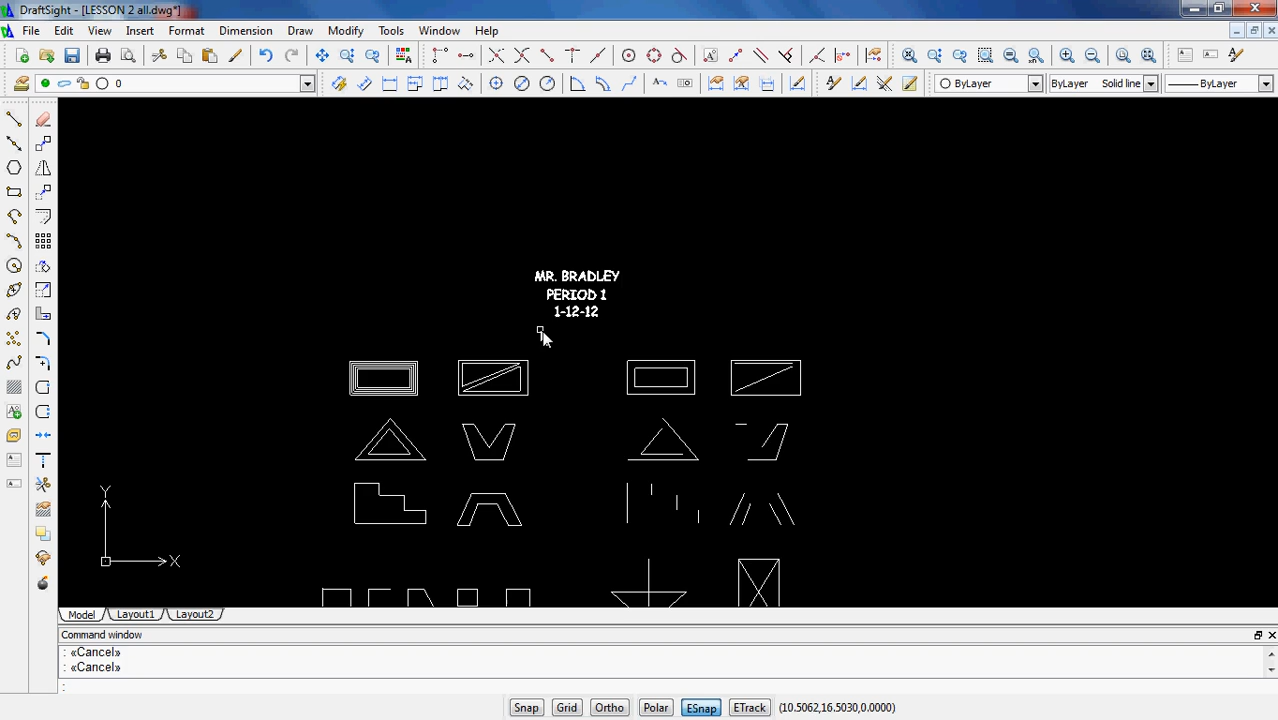 DraftSight - [LESSON 2 all.dwg*]
File Edit View Insert Format Dimension Draw Modify Tools Window Help
0 ByLayer ByLayer Solid line ByLayer
MR. BRADLEY
PERIOD 1
1-12-12
Y
X
Model Layout1 Layout2
Command window
: «Cancel»
: «Cancel»
:
Snap Grid Ortho Polar ESnap ETrack (10.5062,16.5030,0.0000)